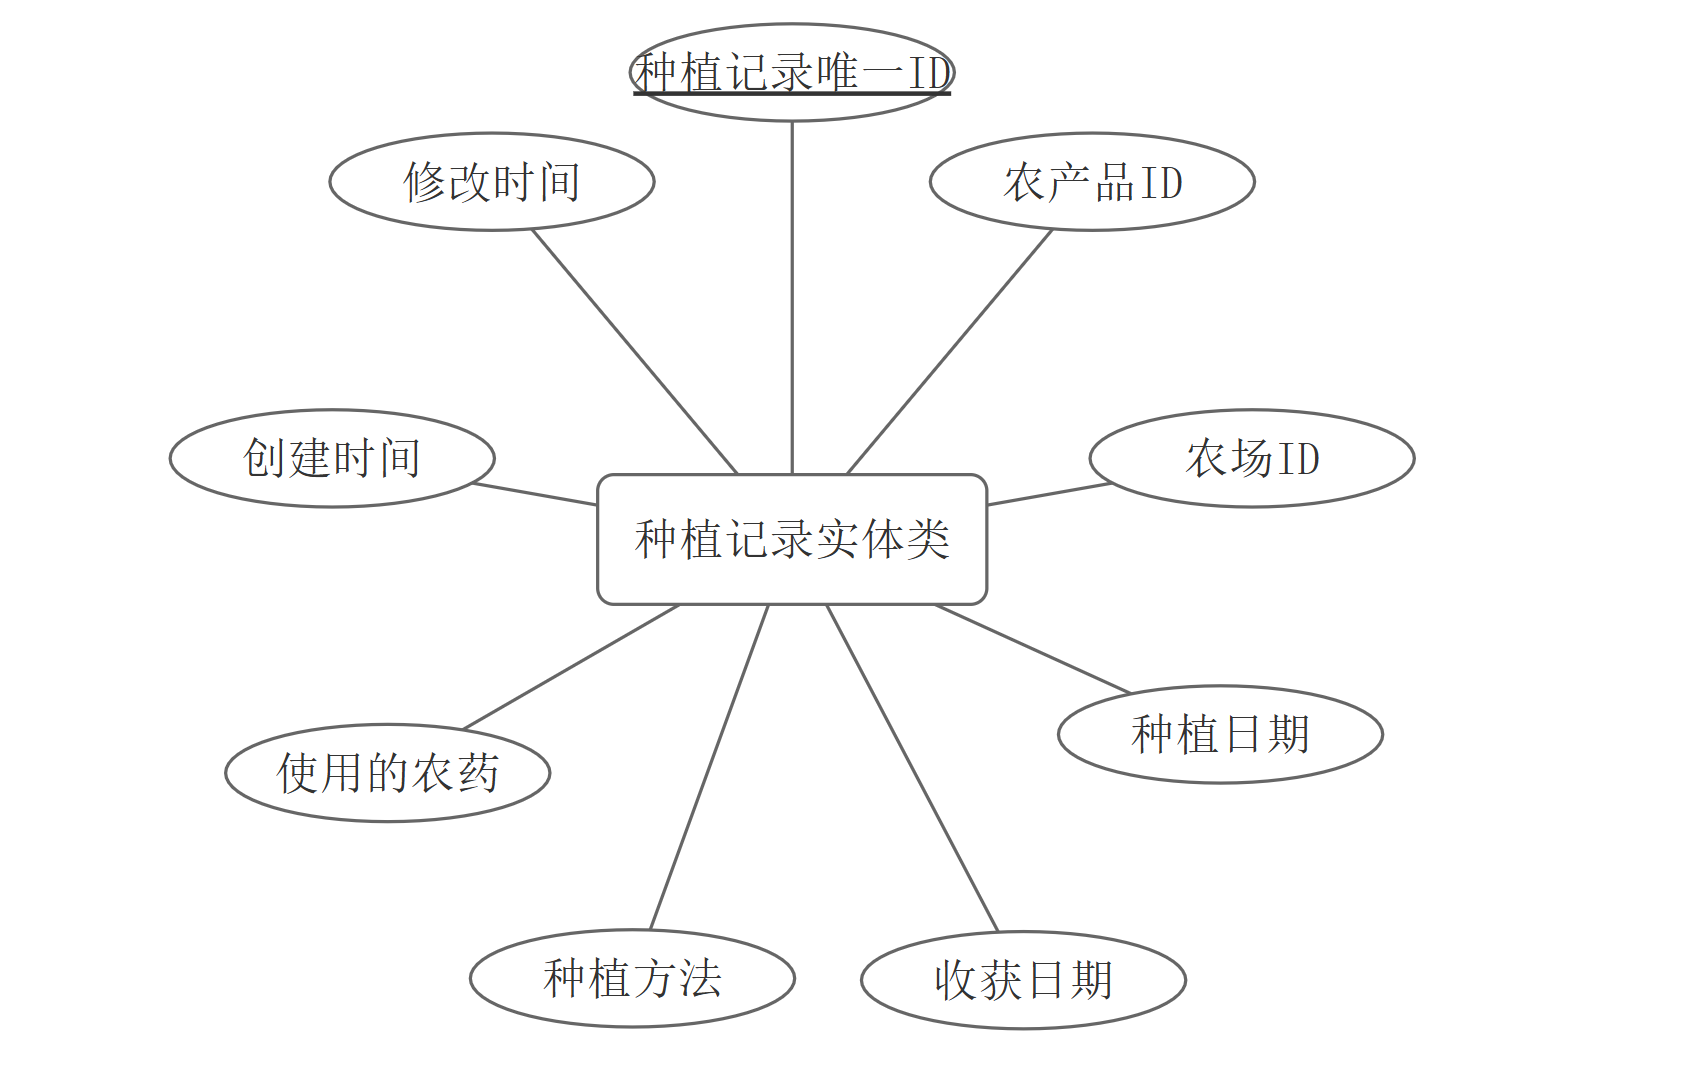 种植记录唯一ID
修改时间
农产品ID
创建时间
农场ID
种植记录实体类
种植日期
使用的农药
种植方法
收获日期